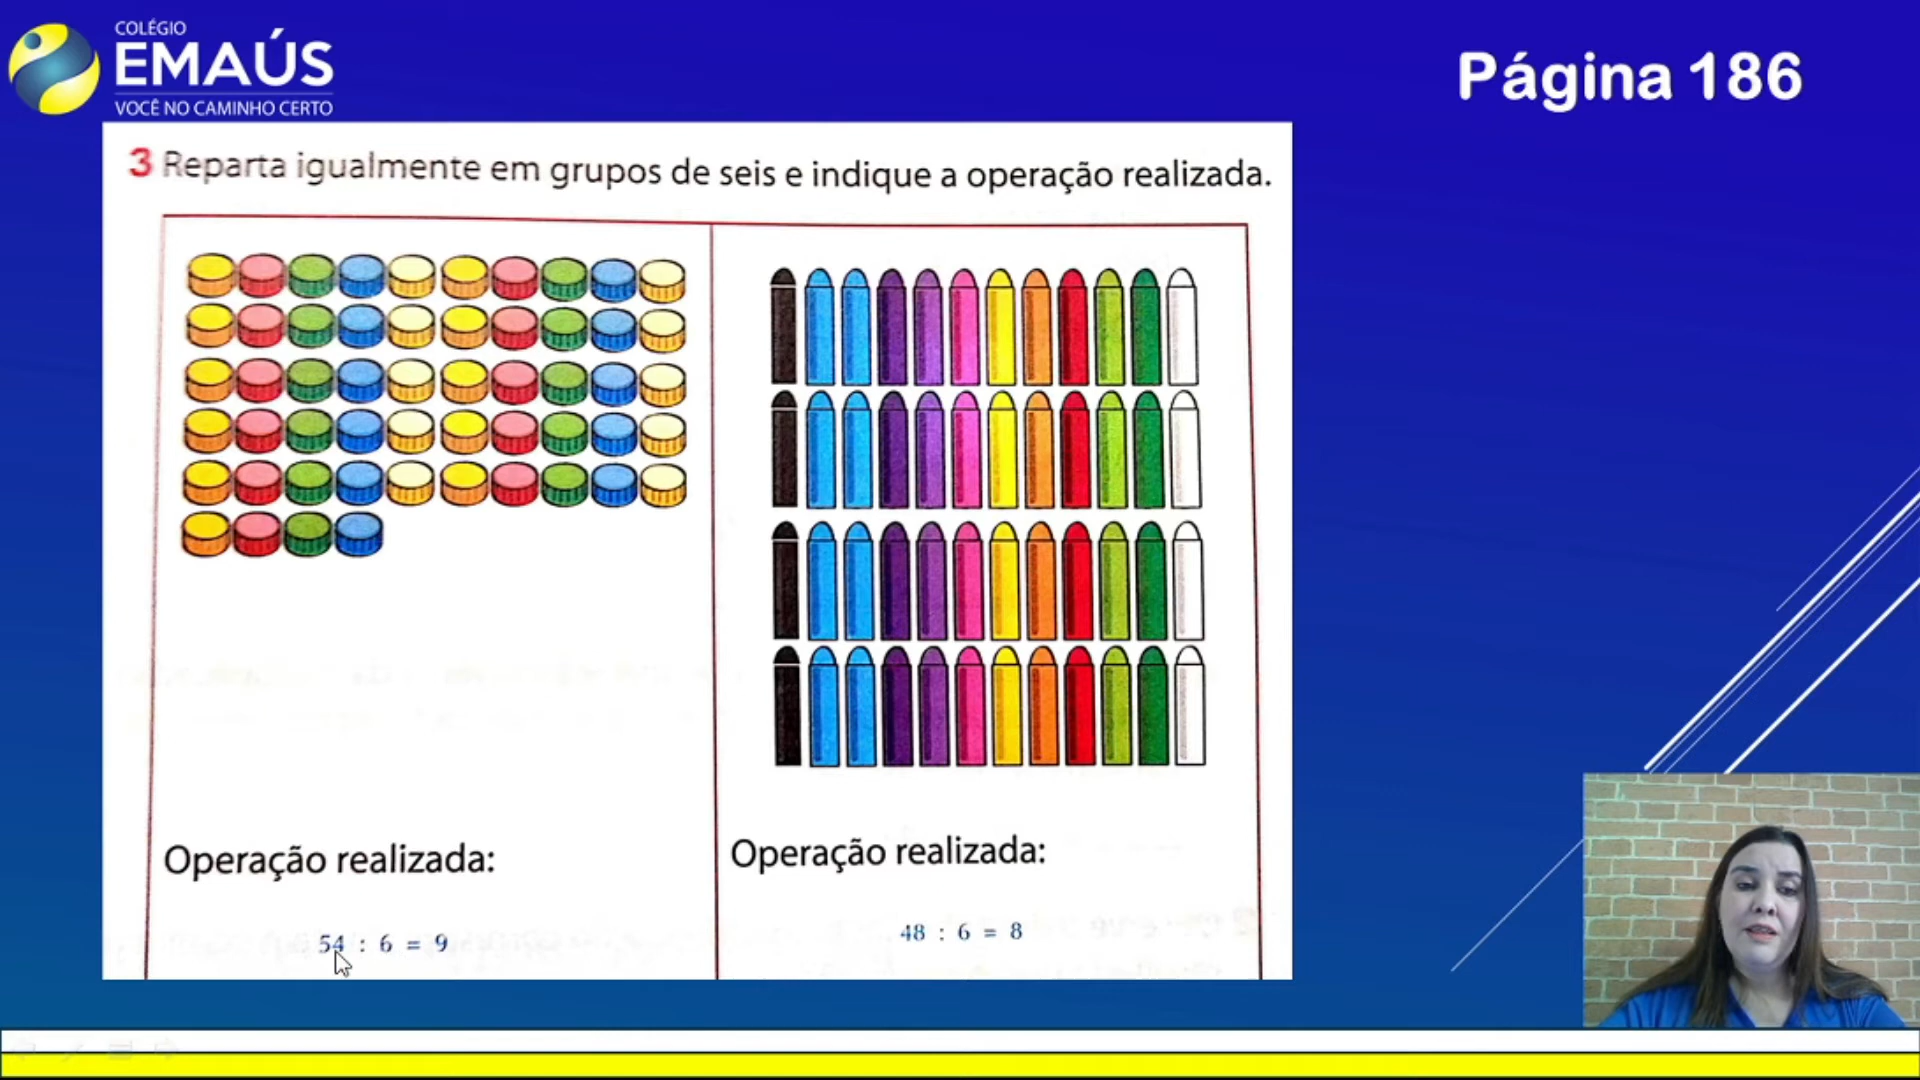 COLÉGIO
EMAÚS
VOCÊ NO CAMINHO CERTO
Página 186
3 Reparta igualmente em grupos de seis e indique a operação realizada.
Operação realizada:
54 : 6 = 9
Operação realizada:
48 : 6 = 8